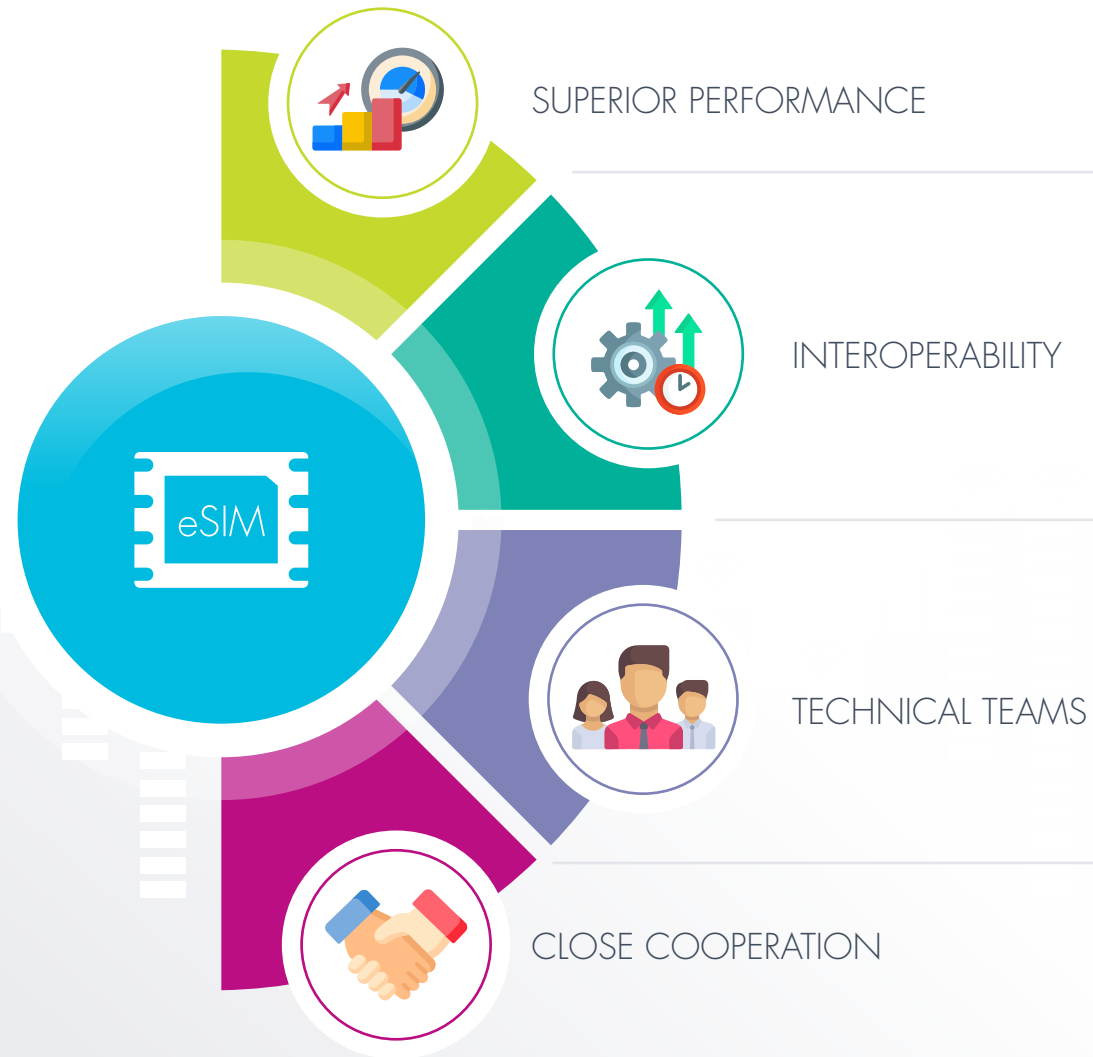 SUPERIOR PERFORMANCE
INTEROPERABILITY
eSIM
TECHNICAL TEAMS
CLOSE COOPERATION